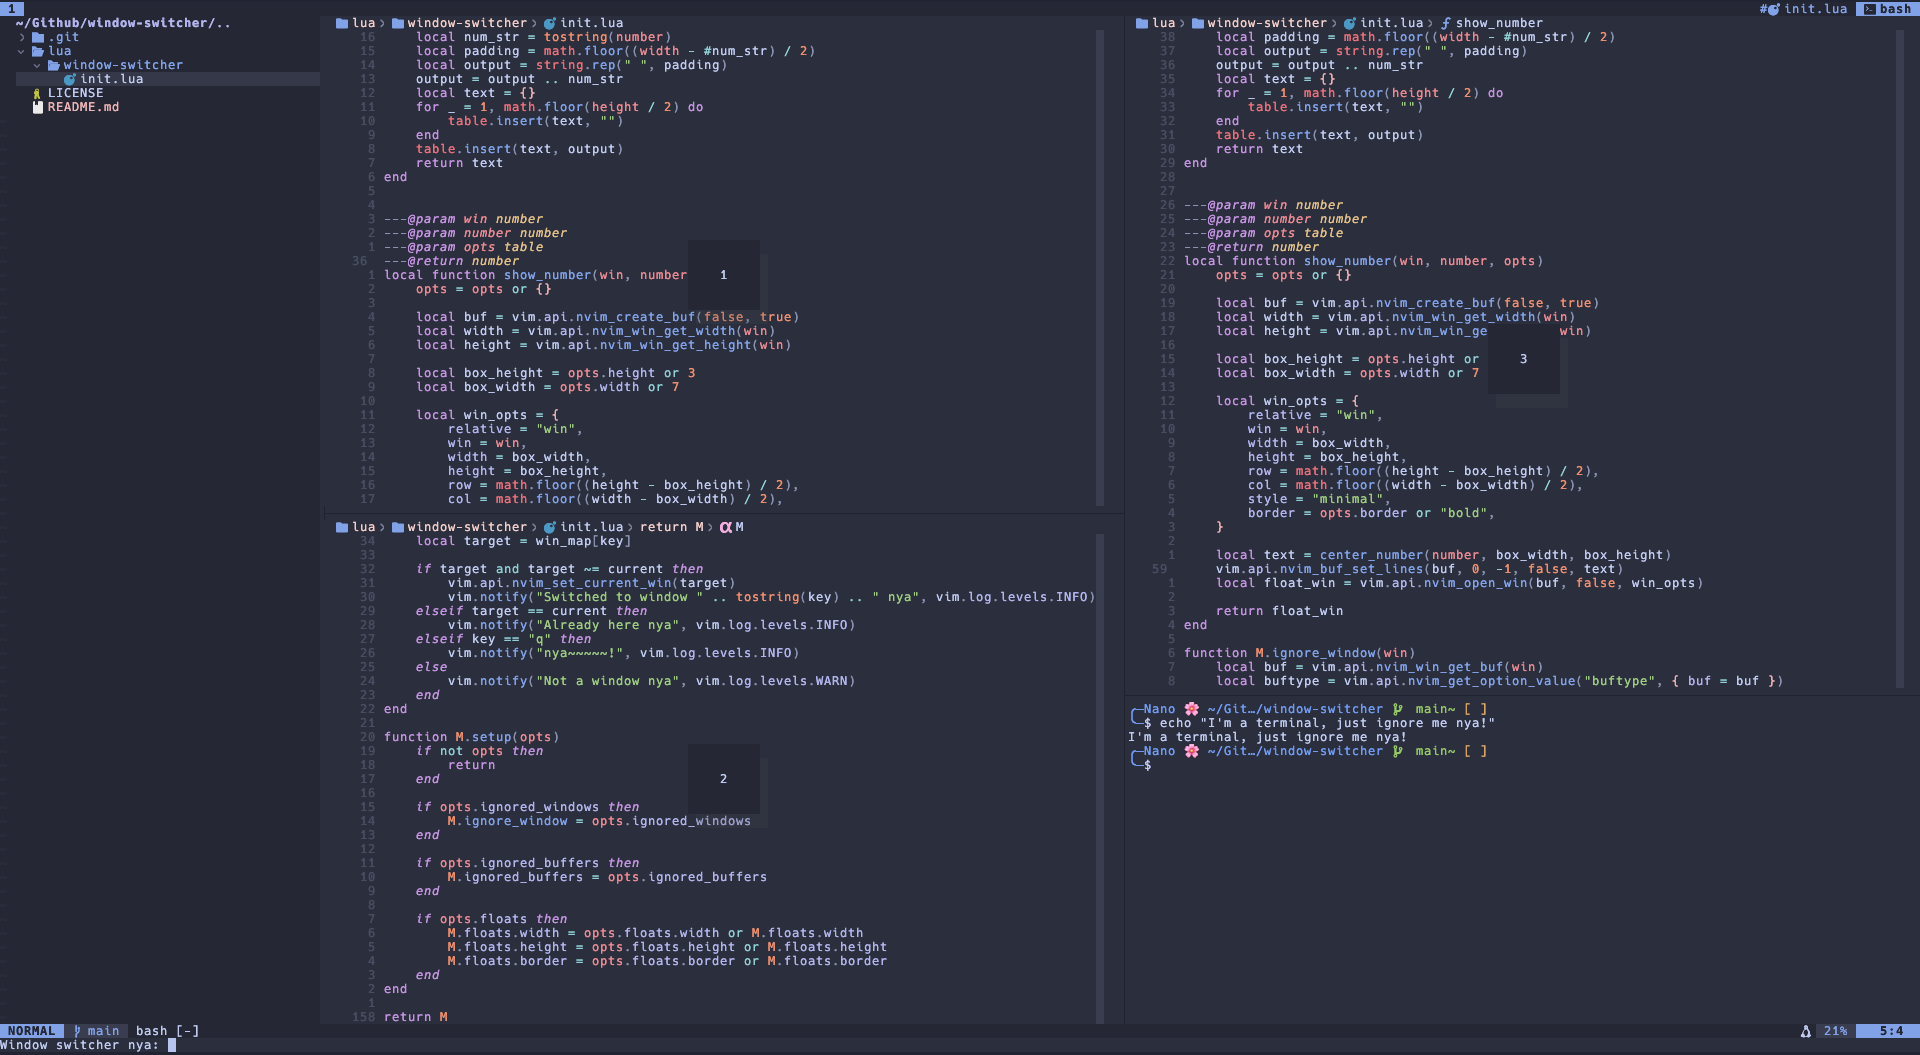 1
#init.lua bash
~/Github/window-switcher/..
.git
lua
window-switcher
init.lua
LICENSE
README.md
lua > window-switcher > init.lua
16 local num_str = tostring(number)
15 local padding = math.floor((width - #num_str) / 2)
14 local output = string.rep(" ", padding)
13 output = output .. num_str
12 local text = {}
11 for _ = 1, math.floor(height / 2) do
10 table.insert(text, "")
9 end
8 table.insert(text, output)
7 return text
6 end
5
4
3 ---@param win number
2 ---@param number number
1 ---@param opts table
36 ---@return number
1 local function show_number(win, number
2 opts = opts or {}
3
4 local buf = vim.api.nvim_create_buf(false, true)
5 local width = vim.api.nvim_win_get_width(win)
6 local height = vim.api.nvim_win_get_height(win)
7
8 local box_height = opts.height or 3
9 local box_width = opts.width or 7
10
11 local win_opts = {
12 relative = "win",
13 win = win,
14 width = box_width,
15 height = box_height,
16 row = math.floor((height - box_height) / 2),
17 col = math.floor((width - box_width) / 2),
1
lua > window-switcher > init.lua > return M > M
34 local target = win_map[key]
33
32 if target and target ~= current then
31 vim.api.nvim_set_current_win(target)
30 vim.notify("Switched to window " .. tostring(key) .. " nya", vim.log.levels.INFO)
29 elseif target == current then
28 vim.notify("Already here nya", vim.log.levels.INFO)
27 elseif key == "q" then
26 vim.notify("nya~~~~~!", vim.log.levels.INFO)
25 else
24 vim.notify("Not a window nya", vim.log.levels.WARN)
23 end
22 end
21
20 function M.setup(opts)
19 if not opts then
18 return
17 end
16
15 if opts.ignored_windows then
14 M.ignore_window = opts.ignored_windows
13 end
12
11 if opts.ignored_buffers then
10 M.ignored_buffers = opts.ignored_buffers
9 end
8
7 if opts.floats then
6 M.floats.width = opts.floats.width or M.floats.width
5 M.floats.height = opts.floats.height or M.floats.height
4 M.floats.border = opts.floats.border or M.floats.border
3 end
2 end
1
158 return M
2
lua > window-switcher > init.lua > show_number
38 local padding = math.floor((width - #num_str) / 2)
37 local output = string.rep(" ", padding)
36 output = output .. num_str
35 local text = {}
34 for _ = 1, math.floor(height / 2) do
33 table.insert(text, "")
32 end
31 table.insert(text, output)
30 return text
29 end
28
27
26 ---@param win number
25 ---@param number number
24 ---@param opts table
23 ---@return number
22 local function show_number(win, number, opts)
21 opts = opts or {}
20
19 local buf = vim.api.nvim_create_buf(false, true)
18 local width = vim.api.nvim_win_get_width(win)
17 local height = vim.api.nvim_win_ge win)
16
15 local box_height = opts.height or
14 local box_width = opts.width or 7
13
12 local win_opts = {
11 relative = "win",
10 win = win,
9 width = box_width,
8 height = box_height,
7 row = math.floor((height - box_height) / 2),
6 col = math.floor((width - box_width) / 2),
5 style = "minimal",
4 border = opts.border or "bold",
3 }
2
1 local text = center_number(number, box_width, box_height)
59 vim.api.nvim_buf_set_lines(buf, 0, -1, false, text)
1 local float_win = vim.api.nvim_open_win(buf, false, win_opts)
2
3 return float_win
4 end
5
6 function M.ignore_window(win)
7 local buf = vim.api.nvim_win_get_buf(win)
8 local buftype = vim.api.nvim_get_option_value("buftype", { buf = buf })
3
Nano 🌸 ~/Git…/window-switcher main~ [ ]
$ echo "I'm a terminal, just ignore me nya!"
I'm a terminal, just ignore me nya!
Nano 🌸 ~/Git…/window-switcher main~ [ ]
$
NORMAL main bash [-] 21% 5:4
Window switcher nya: